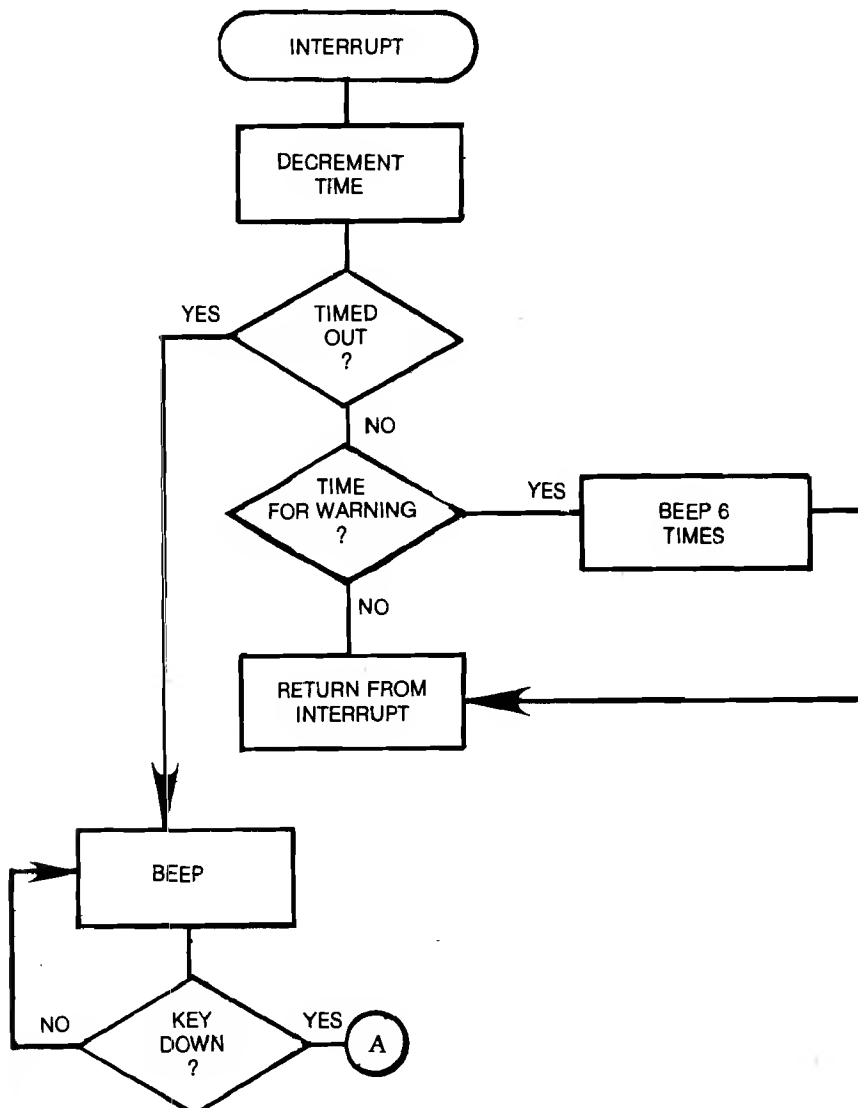 INTERRUPT
DECREMENT
TIME
YES
TIMED
OUT
?
NO
TIME
FOR WARNING
?
YES
BEEP 6
TIMES
NO
RETURN FROM
INTERRUPT
BEEP
NO
KEY
DOWN
?
YES
A